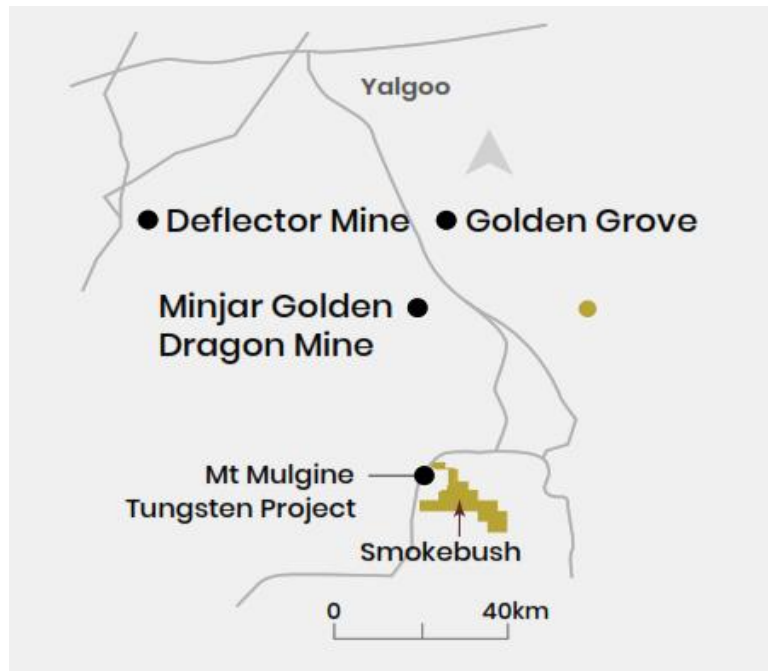 Yalgoo
Deflector Mine
Golden Grove
Minjar Golden
Dragon Mine
Mt Mulgine
Tungsten Project
Smokebush
0
40km